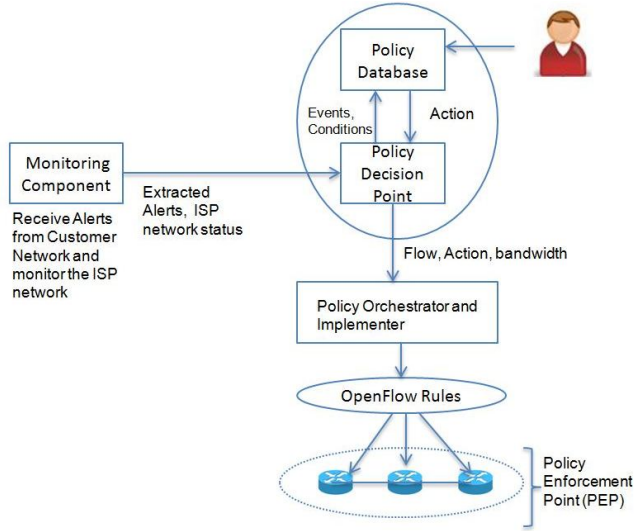 Policy
Database
Events,
Conditions
Action
Monitoring
Component
Policy
Decision
Point
Extracted
Alerts, ISP
network status
Receive Alerts
from Customer
Network and
monitor the ISP
network
Flow, Action, bandwidth
Policy Orchestrator and
Implementer
OpenFlow Rules
Policy
Enforcement
Point (PEP)